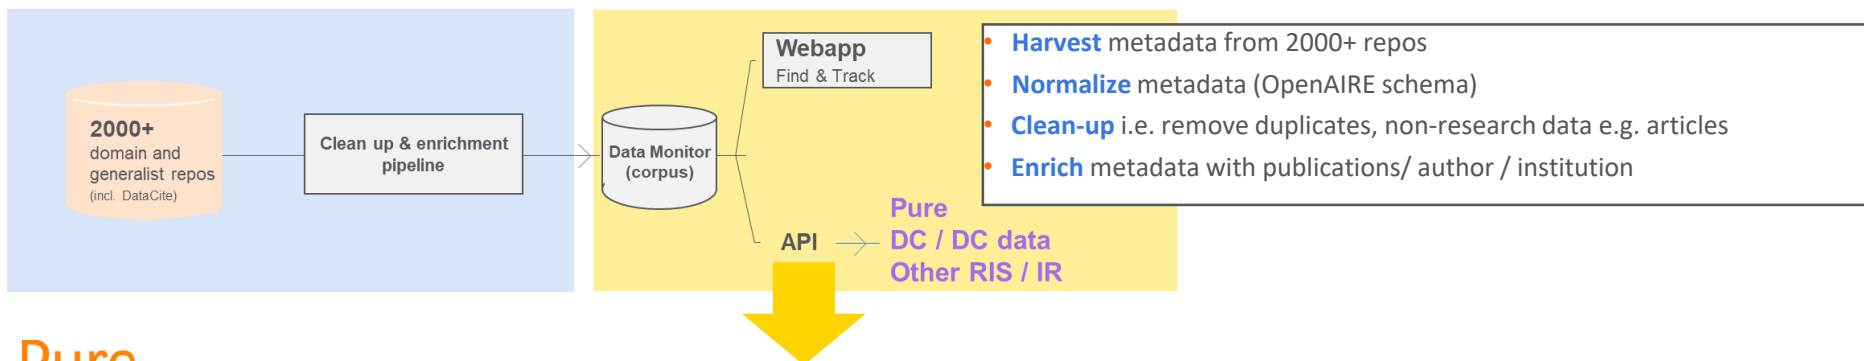 2000+
domain and
generalist repos
(incl. DataCite)
Clean up & enrichment
pipeline
Data Monitor
(corpus)
Webapp
Find & Track
API
Pure
DC / DC data
Other RIS / IR
• Harvest metadata from 2000+ repos
• Normalize metadata (OpenAIRE schema)
• Clean-up i.e. remove duplicates, non-research data e.g. articles
• Enrich metadata with publications/ author / institution
Pure